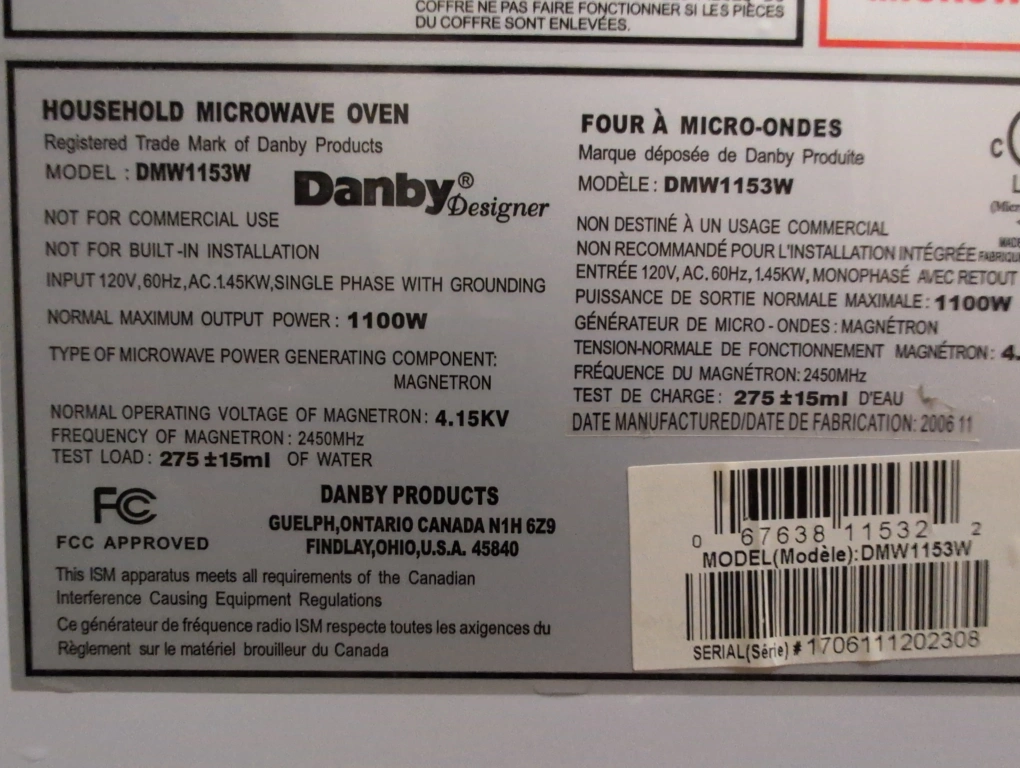 COFFRE NE PAS FAIRE FONCTIONNER SI LES PIÈCES
DU COFFRE SONT ENLEVÉES.
HOUSEHOLD MICROWAVE OVEN
Registered Trade Mark of Danby Products
MODEL : DMW1153W
Danby® Designer
NOT FOR COMMERCIAL USE
NOT FOR BUILT-IN INSTALLATION
INPUT 120V,60Hz,AC.1.45KW,SINGLE PHASE WITH GROUNDING
NORMAL MAXIMUM OUTPUT POWER : 1100W
TYPE OF MICROWAVE POWER GENERATING COMPONENT:
MAGNETRON
NORMAL OPERATING VOLTAGE OF MAGNETRON : 4.15KV
FREQUENCY OF MAGNETRON : 2450MHz
TEST LOAD : 275 ±15ml OF WATER
FC
FCC APPROVED
DANBY PRODUCTS
GUELPH,ONTARIO CANADA N1H 6Z9
FINDLAY,OHIO,U.S.A. 45840
This ISM apparatus meets all requirements of the Canadian
Interference Causing Equipment Regulations
Ce générateur de fréquence radio ISM respecte toutes les axigences du
Règlement sur le matériel brouilleur du Canada
FOUR À MICRO-ONDES
Marque déposée de Danby Produite
MODÈLE : DMW1153W
NON DESTINÉ À UN USAGE COMMERCIAL
NON RECOMMANDÉ POUR L'INSTALLATION INTÉGRÉE
ENTRÉE 120V, AC. 60Hz, 1.45KW, MONOPHASÉ AVEC RETOUT
PUISSANCE DE SORTIE NORMALE MAXIMALE : 1100W
GÉNÉRATEUR DE MICRO-ONDES : MAGNÉTRON
TENSION-NORMALE DE FONCTIONNEMENT MAGNÉTRON : 4.
FRÉQUENCE DU MAGNÉTRON: 2450MHz
TEST DE CHARGE : 275 ±15ml D'EAU
DATE MANUFACTURED/DATE DE FABRICATION: 2006 11
C
0 67638 11532 2
MODEL(Modèle):DMW1153W
SERIAL(Série) # 1706111202308